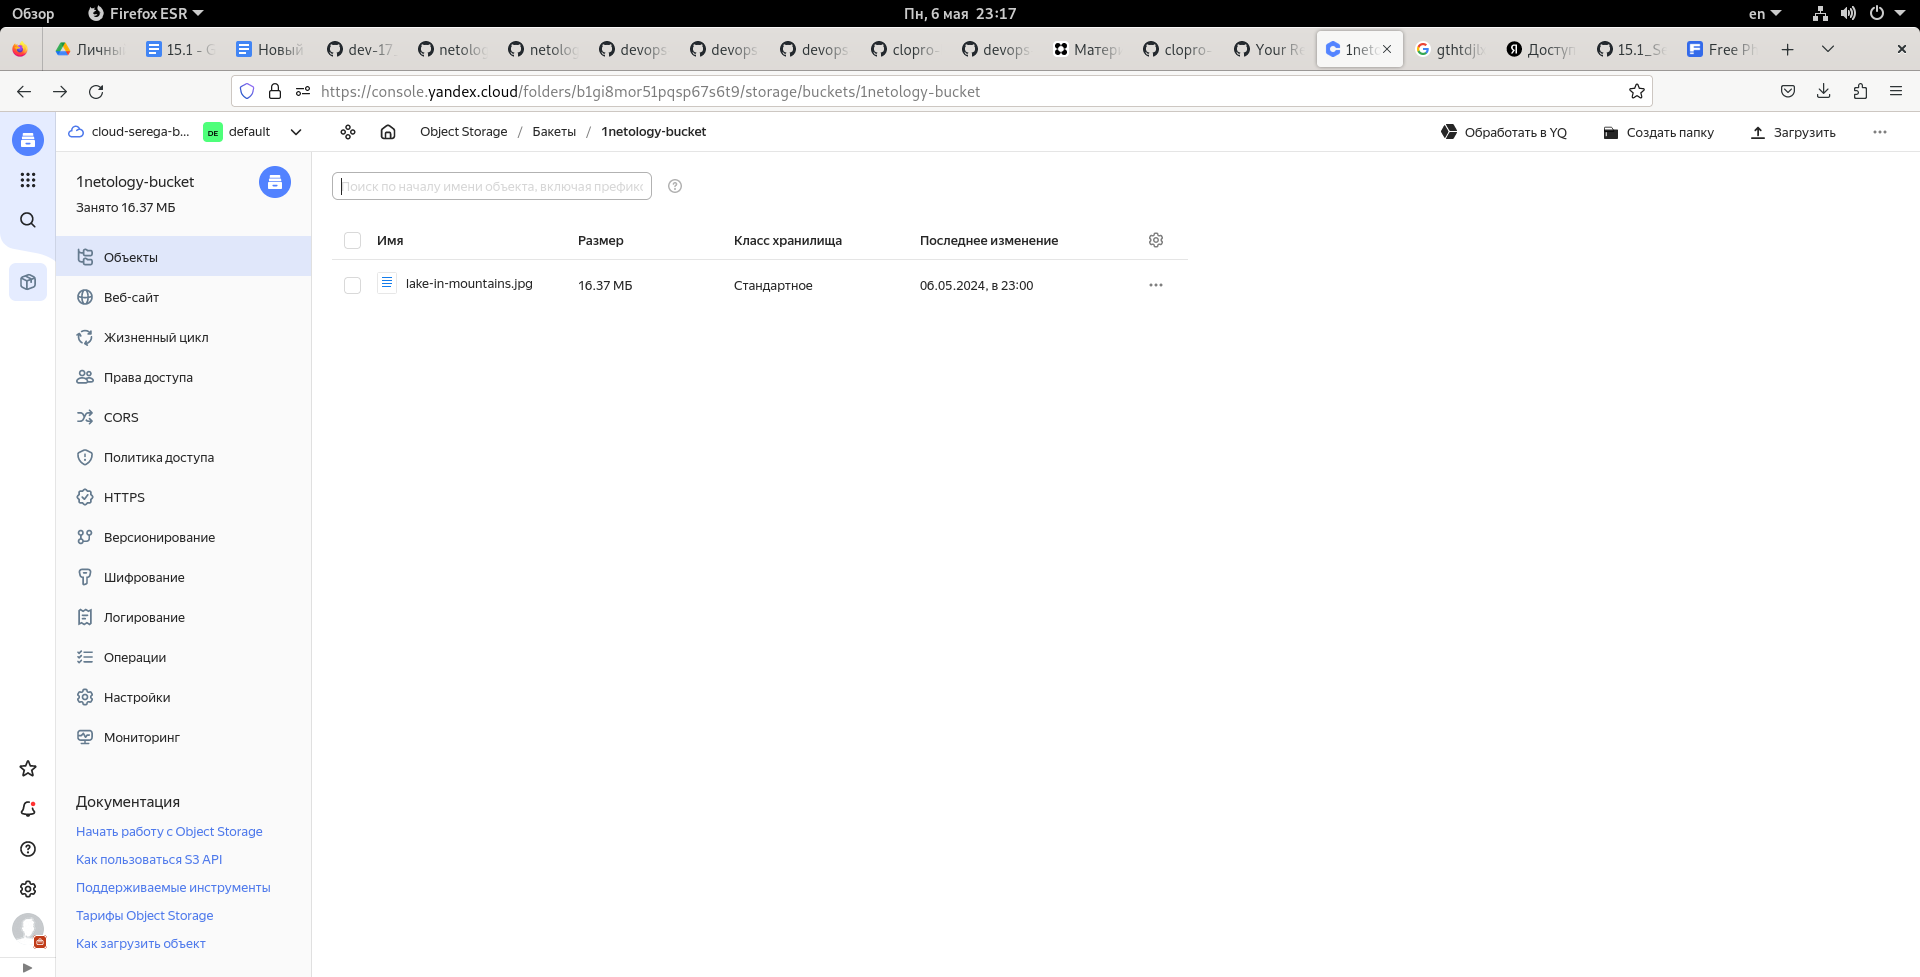 Обзор Firefox ESR Пн, 6 мая 23:17 en
Личны 15.1 - G Новый dev-17 netolog netolog devops devops devops clopro- devops Матери clopro- Your Re 1neto gthtdjb Доступ 15.1_Se Free Ph
https://console.yandex.cloud/folders/b1gi8mor51pqsp67s6t9/storage/buckets/1netology-bucket
cloud-serega-b... DE default Object Storage / Бакеты / 1netology-bucket Обработать в YQ Создать папку Загрузить
1netology-bucket
Занято 16.37 МБ
Объекты
Веб-сайт
Жизненный цикл
Права доступа
CORS
Политика доступа
HTTPS
Версионирование
Шифрование
Логирование
Операции
Настройки
Мониторинг
Документация
Начать работу с Object Storage
Как пользоваться S3 API
Поддерживаемые инструменты
Тарифы Object Storage
Как загрузить объект
Поиск по началу имени объекта, включая префикс
Имя Размер Класс хранилища Последнее изменение
lake-in-mountains.jpg 16.37 МБ Стандартное 06.05.2024, в 23:00